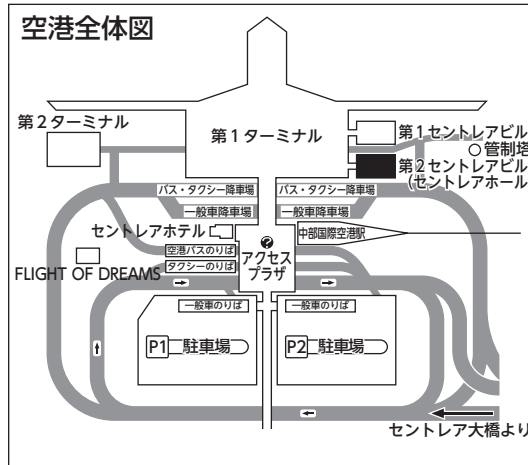 空港全体図
第2ターミナル
第1ターミナル
第1セントレアビル
管制塔
第2セントレアビル
(セントレアホール
バス・タクシー降車場
バス・タクシー降車場
一般車降車場
一般車降車場
セントレアホテル
中部国際空港駅
?
アクセス
プラザ
空港バスのりば
タクシーのりば
FLIGHT OF DREAMS
一般車のりば
一般車のりば
P1 駐車場
P2 駐車場
セントレア大橋より